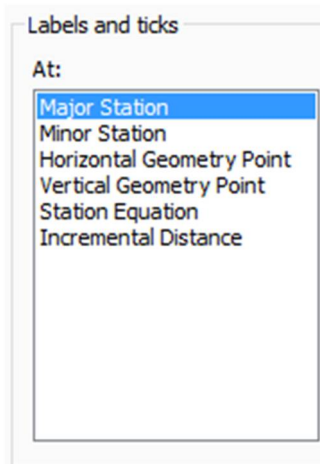 Labels and ticks
At:
Major Station
Minor Station
Horizontal Geometry Point
Vertical Geometry Point
Station Equation
Incremental Distance